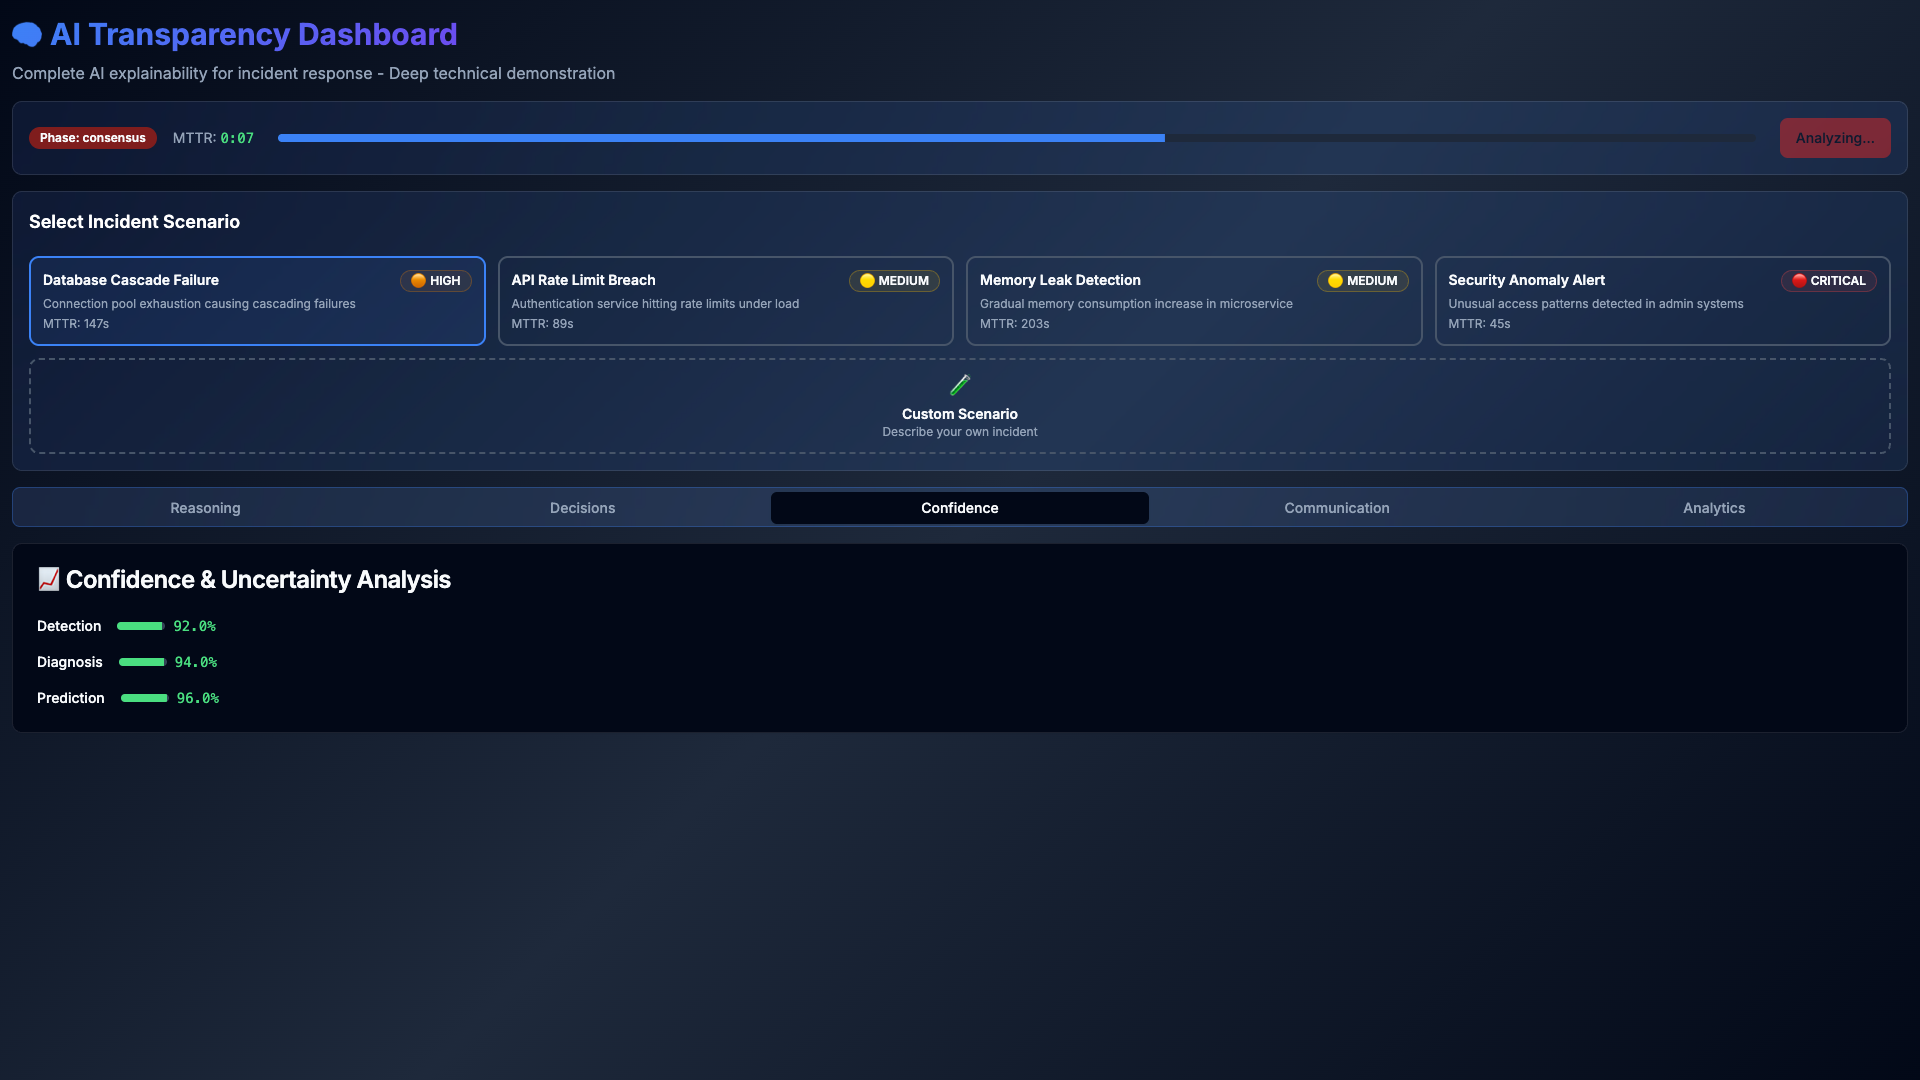 AI Transparency Dashboard
Complete AI explainability for incident response - Deep technical demonstration
Phase: consensus MTTR: 0:07 Analyzing...
Select Incident Scenario
Database Cascade Failure HIGH
Connection pool exhaustion causing cascading failures
MTTR: 147s
API Rate Limit Breach MEDIUM
Authentication service hitting rate limits under load
MTTR: 89s
Memory Leak Detection MEDIUM
Gradual memory consumption increase in microservice
MTTR: 203s
Security Anomaly Alert CRITICAL
Unusual access patterns detected in admin systems
MTTR: 45s
Custom Scenario
Describe your own incident
Reasoning Decisions Confidence Communication Analytics
Confidence & Uncertainty Analysis
Detection 92.0%
Diagnosis 94.0%
Prediction 96.0%